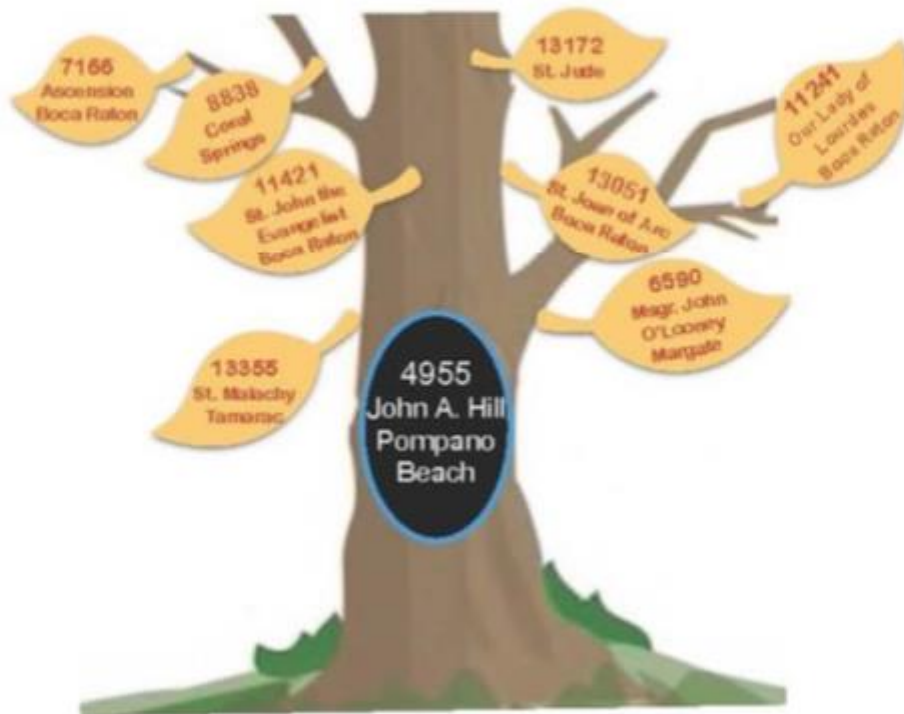 7166
Ascension
Boca Raton
8838
Coral
Springs
13172
St. Jude
11241
Our Lady of
Lourdes
Boca Raton
11421
St. John the
Evangelist
Boca Raton
13051
St. Joan of Arc
Boca Raton
6590
Msgr. John
O'Looney
Margate
13355
St. Malachy
Tamarac
4955
John A. Hill
Pompano
Beach